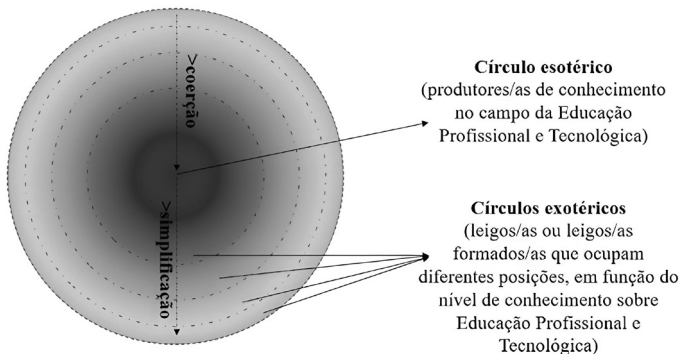 >coerção
>simplificação
Círculo esotérico
(produtores/as de conhecimento
no campo da Educação
Profissional e Tecnológica)
Círculos exotéricos
(leigos/as ou leigos/as
formados/as que ocupam
diferentes posições, em função do
nível de conhecimento sobre
Educação Profissional e
Tecnológica)